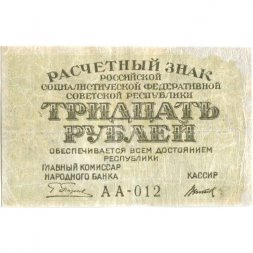 РАСЧЕТНЫЙ ЗНАК
РОССИЙСКОЙ
СОЦИАЛИСТИЧЕСКОЙ ФЕДЕРАТИВНОЙ
СОВЕТСКОЙ РЕСПУБЛИКИ
ТРИДЦАТЬ
РУБЛЕЙ
ОБЕСПЕЧИВАЕТСЯ ВСЕМ ДОСТОЯНИЕМ
РЕСПУБЛИКИ
ГЛАВНЫЙ КОМИССАР
НАРОДНОГО БАНКА
КАССИР
АА-012